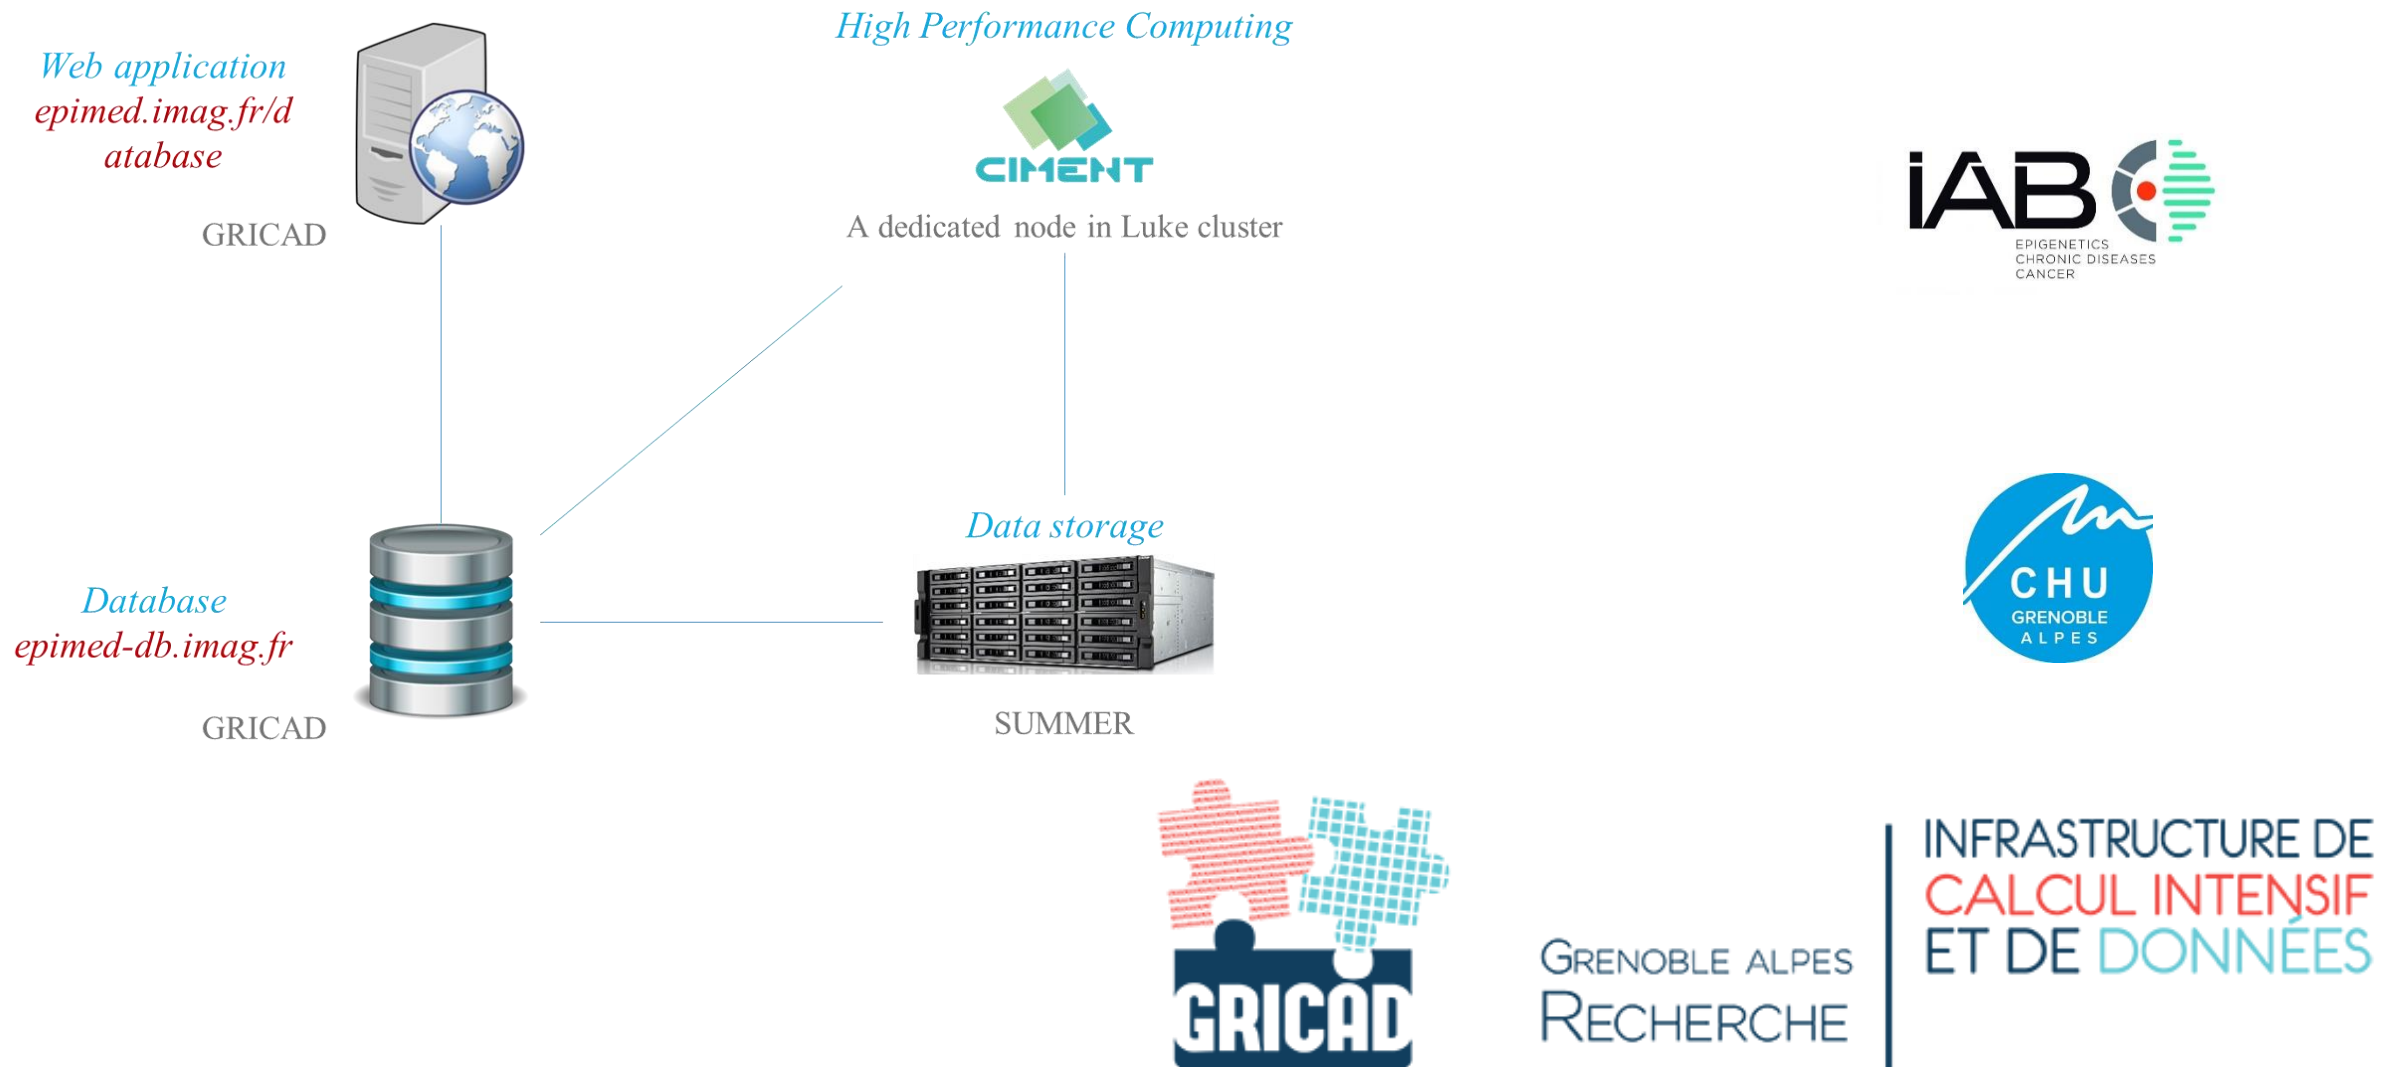 High Performance Computing
Web application
epimed.imag.fr/d
atabase
GRICAD
CIMENT
A dedicated node in Luke cluster
iAB
EPIGENETICS
CHRONIC DISEASES
CANCER
Data storage
Database
epimed-db.imag.fr
GRICAD
SUMMER
CHU
GRENOBLE
ALPES
GRICAD
GRENOBLE ALPES
RECHERCHE
INFRASTRUCTURE DE
CALCUL INTENSIF
ET DE DONNÉES